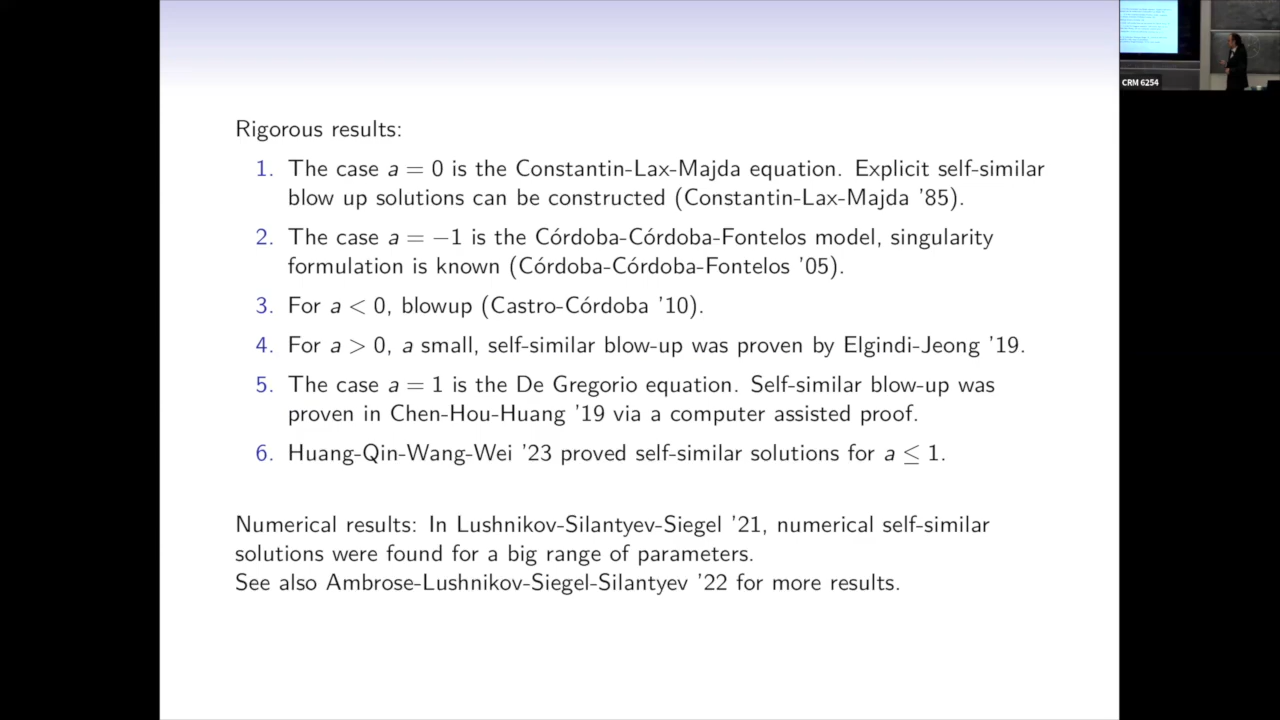 Rigorous results:
1. The case a = 0 is the Constantin-Lax-Majda equation. Explicit self-similar
blow up solutions can be constructed (Constantin-Lax-Majda '85).
2. The case a = −1 is the Córdoba-Córdoba-Fontelos model, singularity
formulation is known (Córdoba-Córdoba-Fontelos '05).
3. For a < 0, blowup (Castro-Córdoba '10).
4. For a > 0, a small, self-similar blow-up was proven by Elgindi-Jeong '19.
5. The case a = 1 is the De Gregorio equation. Self-similar blow-up was
proven in Chen-Hou-Huang '19 via a computer assisted proof.
6. Huang-Qin-Wang-Wei '23 proved self-similar solutions for a ≤ 1.
Numerical results: In Lushnikov-Silantyev-Siegel '21, numerical self-similar
solutions were found for a big range of parameters.
See also Ambrose-Lushnikov-Siegel-Silantyev '22 for more results.
CRM 6254